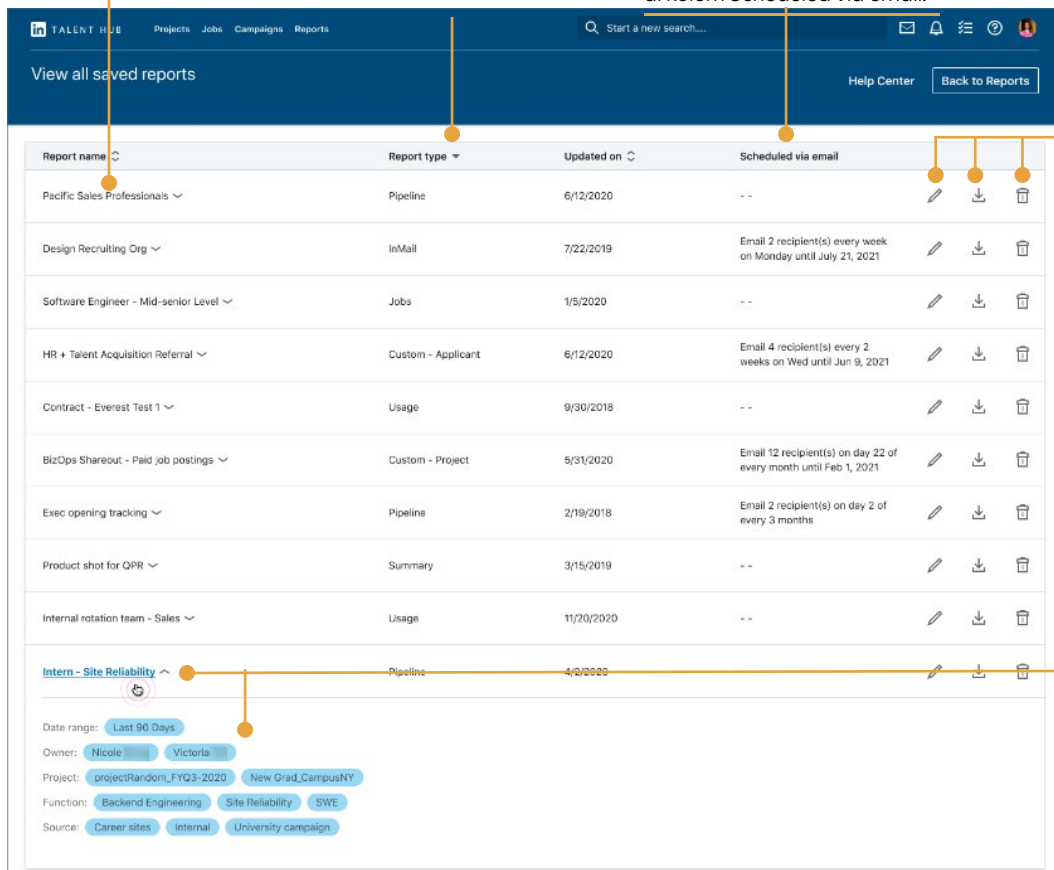 in TALENT HUB Projects Jobs Campaigns Reports Start a new search....
View all saved reports
Help Center Back to Reports
Report name Report type Updated on Scheduled via email
Pacific Sales Professionals Pipeline 6/12/2020 - -
Design Recruiting Org InMail 7/22/2019 Email 2 recipient(s) every week
on Monday until July 21, 2021
Software Engineer - Mid-senior Level Jobs 1/5/2020 - -
HR + Talent Acquisition Referral Custom - Applicant 6/12/2020 Email 4 recipient(s) every 2
weeks on Wed until Jun 9, 2021
Contract - Everest Test 1 Usage 9/30/2018 - -
BizOps Shareout - Paid job postings Custom - Project 5/31/2020 Email 12 recipient(s) on day 22 of
every month until Feb 1, 2021
Exec opening tracking Pipeline 2/19/2018 Email 2 recipient(s) on day 2 of
every 3 months
Product shot for QPR Summary 3/15/2019 - -
Internal rotation team - Sales Usage 11/20/2020 - -
Intern - Site Reliability Pipeline 4/2/2020
Date range: Last 90 Days
Owner: Nicole Victoria
Project: projectRandom_FYQ3-2020 New Grad_CampusNY
Function: Backend Engineering Site Reliability SWE
Source: Career sites Internal University campaign